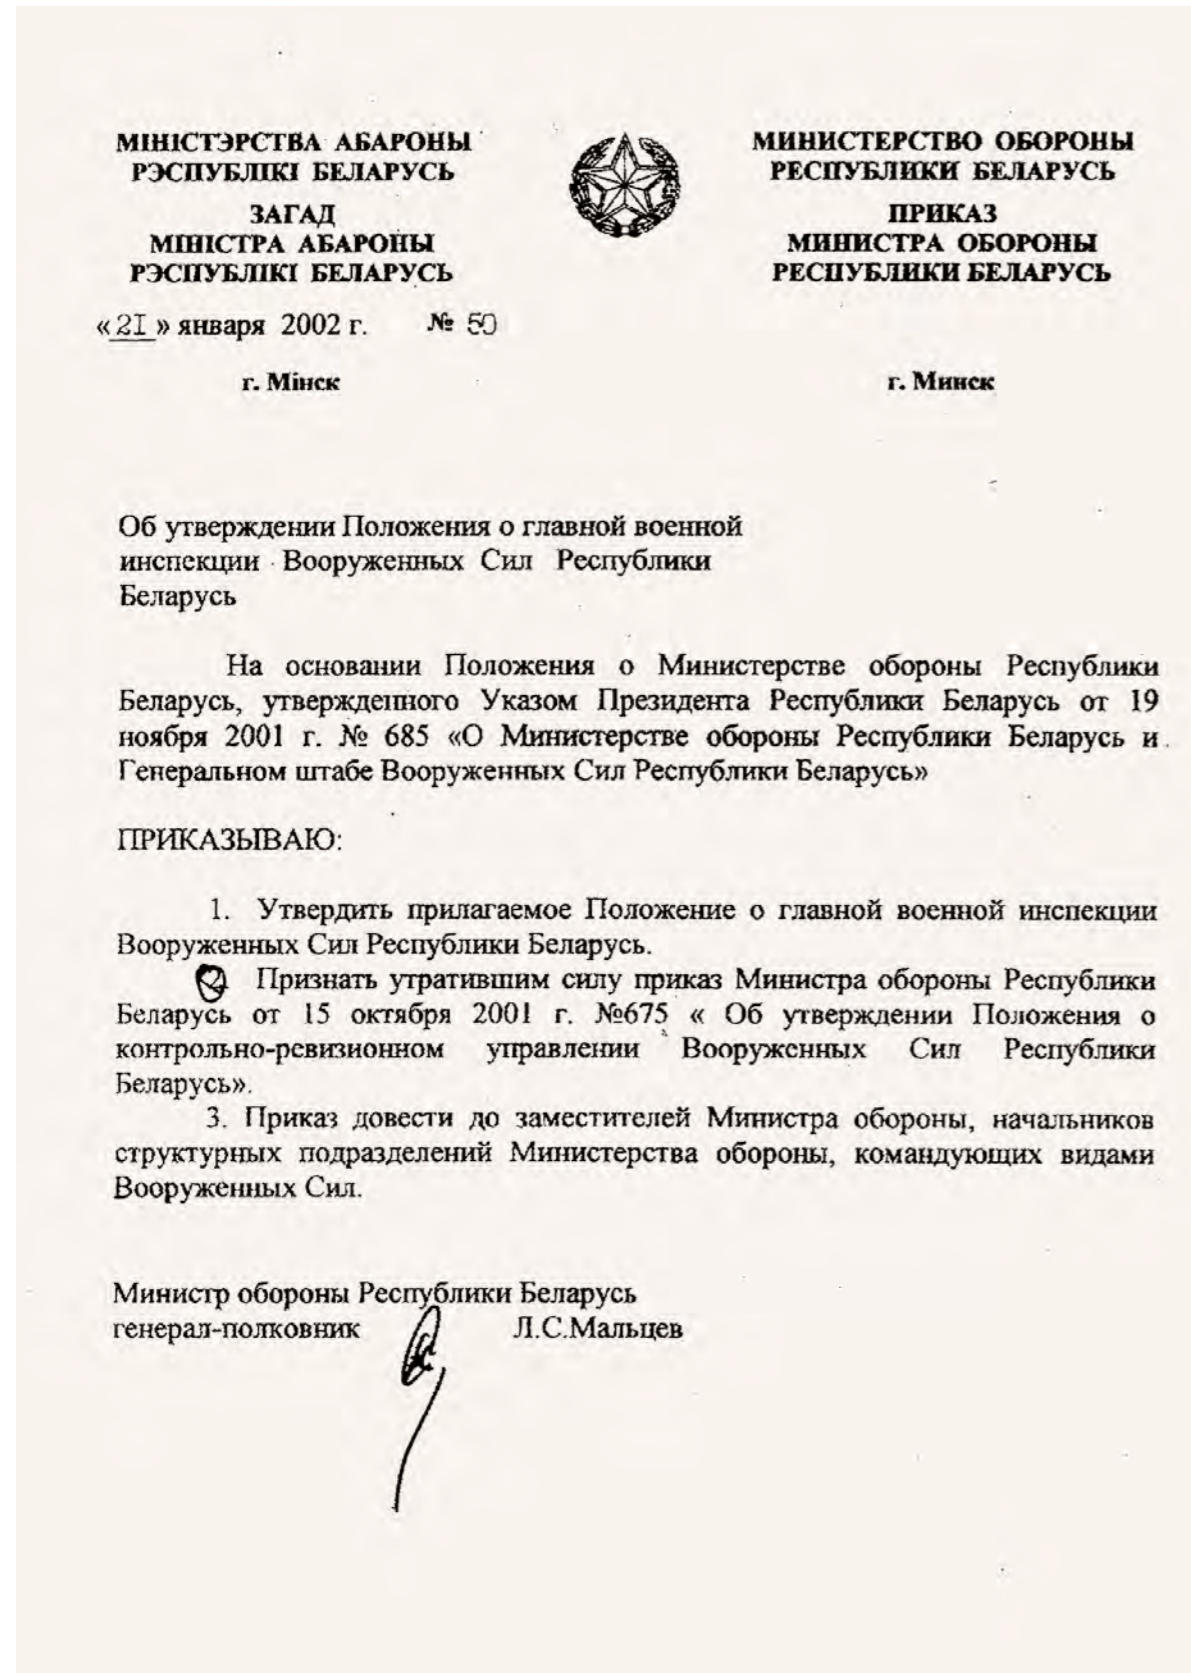 МІНІСТЭРСТВА АБАРОНЫ
РЭСПУБЛІКІ БЕЛАРУСЬ
ЗАГАД
МІНІСТРА АБАРОНЫ
РЭСПУБЛІКІ БЕЛАРУСЬ
«21» января 2002 г. № 50
г. Мінск
МИНИСТЕРСТВО ОБОРОНЫ
РЕСПУБЛИКИ БЕЛАРУСЬ
ПРИКАЗ
МИНИСТРА ОБОРОНЫ
РЕСПУБЛИКИ БЕЛАРУСЬ
г. Минск
Об утверждении Положения о главной военной
инспекции Вооруженных Сил Республики
Беларусь
На основании Положения о Министерстве обороны Республики
Беларусь, утвержденного Указом Президента Республики Беларусь от 19
ноября 2001 г. № 685 «О Министерстве обороны Республики Беларусь и
Генеральном штабе Вооруженных Сил Республики Беларусь»
ПРИКАЗЫВАЮ:
1. Утвердить прилагаемое Положение о главной военной инспекции
Вооруженных Сил Республики Беларусь.
2. Признать утратившим силу приказ Министра обороны Республики
Беларусь от 15 октября 2001 г. №675 « Об утверждении Положения о
контрольно-ревизионном управлении Вооруженных Сил Республики
Беларусь».
3. Приказ довести до заместителей Министра обороны, начальников
структурных подразделений Министерства обороны, командующих видами
Вооруженных Сил.
Министр обороны Республики Беларусь
генерал-полковник Л.С.Мальцев